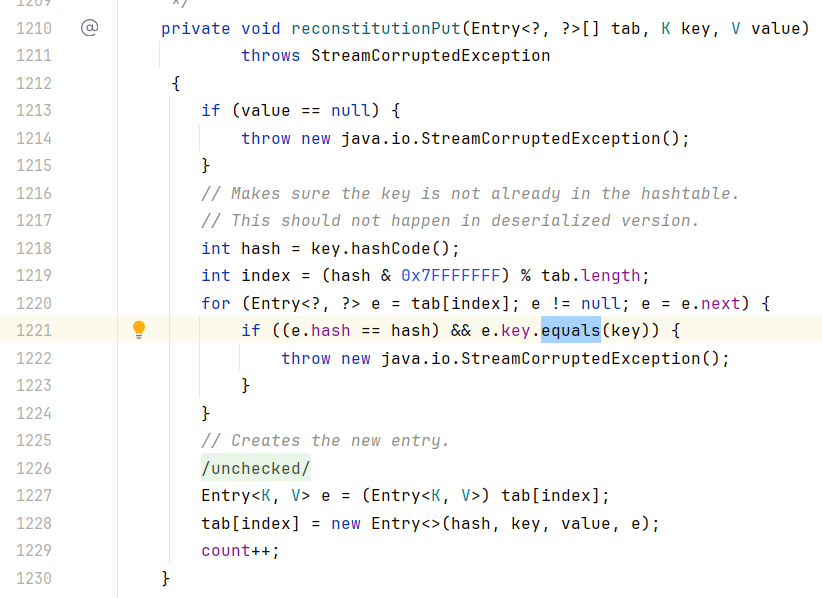 1209 */
1210 @ private void reconstitutionPut(Entry<?, ?>[] tab, K key, V value)
1211 throws StreamCorruptedException
1212 {
1213 if (value == null) {
1214 throw new java.io.StreamCorruptedException();
1215 }
1216 // Makes sure the key is not already in the hashtable.
1217 // This should not happen in deserialized version.
1218 int hash = key.hashCode();
1219 int index = (hash & 0x7FFFFFFF) % tab.length;
1220 for (Entry<?, ?> e = tab[index]; e != null; e = e.next) {
1221 if ((e.hash == hash) && e.key.equals(key)) {
1222 throw new java.io.StreamCorruptedException();
1223 }
1224 }
1225 // Creates the new entry.
1226 /unchecked/
1227 Entry<K, V> e = (Entry<K, V>) tab[index];
1228 tab[index] = new Entry<>(hash, key, value, e);
1229 count++;
1230 }